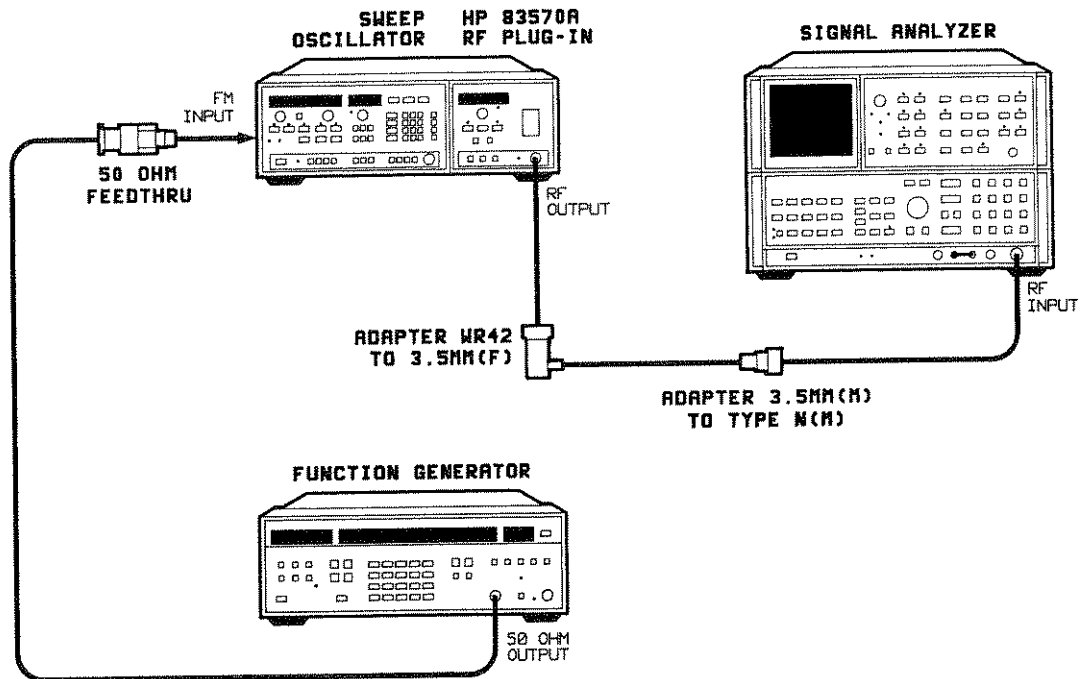 SWEEP HP 83570A
OSCILLATOR RF PLUG-IN
SIGNAL ANALYZER
FM
INPUT
50 OHM
FEEDTHRU
RF
OUTPUT
RF
INPUT
ADAPTER WR42
TO 3.5MM(F)
ADAPTER 3.5MM(M)
TO TYPE N(M)
FUNCTION GENERATOR
50 OHM
OUTPUT